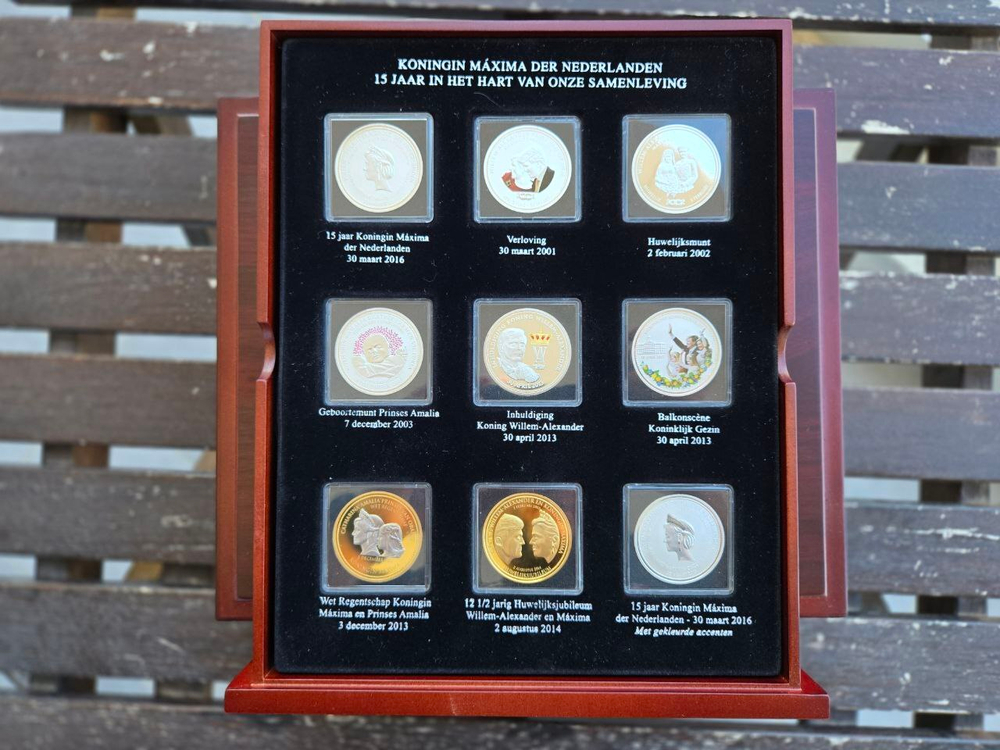 KONINGIN MÁXIMA DER NEDERLANDEN
15 JAAR IN HET HART VAN ONZE SAMENLEVING
15 jaar Koningin Máxima
der Nederlanden
30 maart 2016
Verloving
30 maart 2001
Huwelijksmunt
2 februari 2002
Geboortemunt Prinses Amalia
7 december 2003
Inhuldiging
Koning Willem-Alexander
30 april 2013
Balkonscène
Koninklijk Gezin
30 april 2013
Wet Regentschap Koningin
Máxima en Prinses Amalia
3 december 2013
12 1/2 jarig Huwelijksjubileum
Willem-Alexander en Máxima
2 augustus 2014
15 jaar Koningin Máxima
der Nederlanden - 30 maart 2016
Met gekleurde accenten